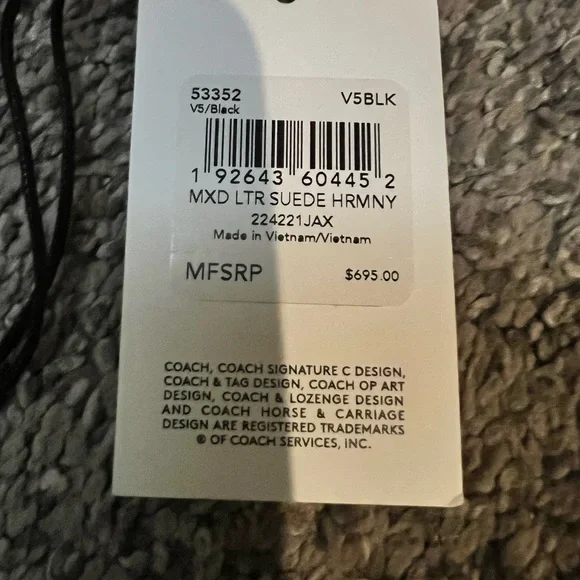 53352 V5BLK
V5/Black
1 92643 60445 2
MXD LTR SUEDE HRMNY
224221JAX
Made in Vietnam/Vietnam
MFSRP $695.00
COACH, COACH SIGNATURE C DESIGN,
COACH & TAG DESIGN, COACH OP ART
DESIGN, COACH & LOZENGE DESIGN
AND COACH HORSE & CARRIAGE
DESIGN ARE REGISTERED TRADEMARKS
® OF COACH SERVICES, INC.